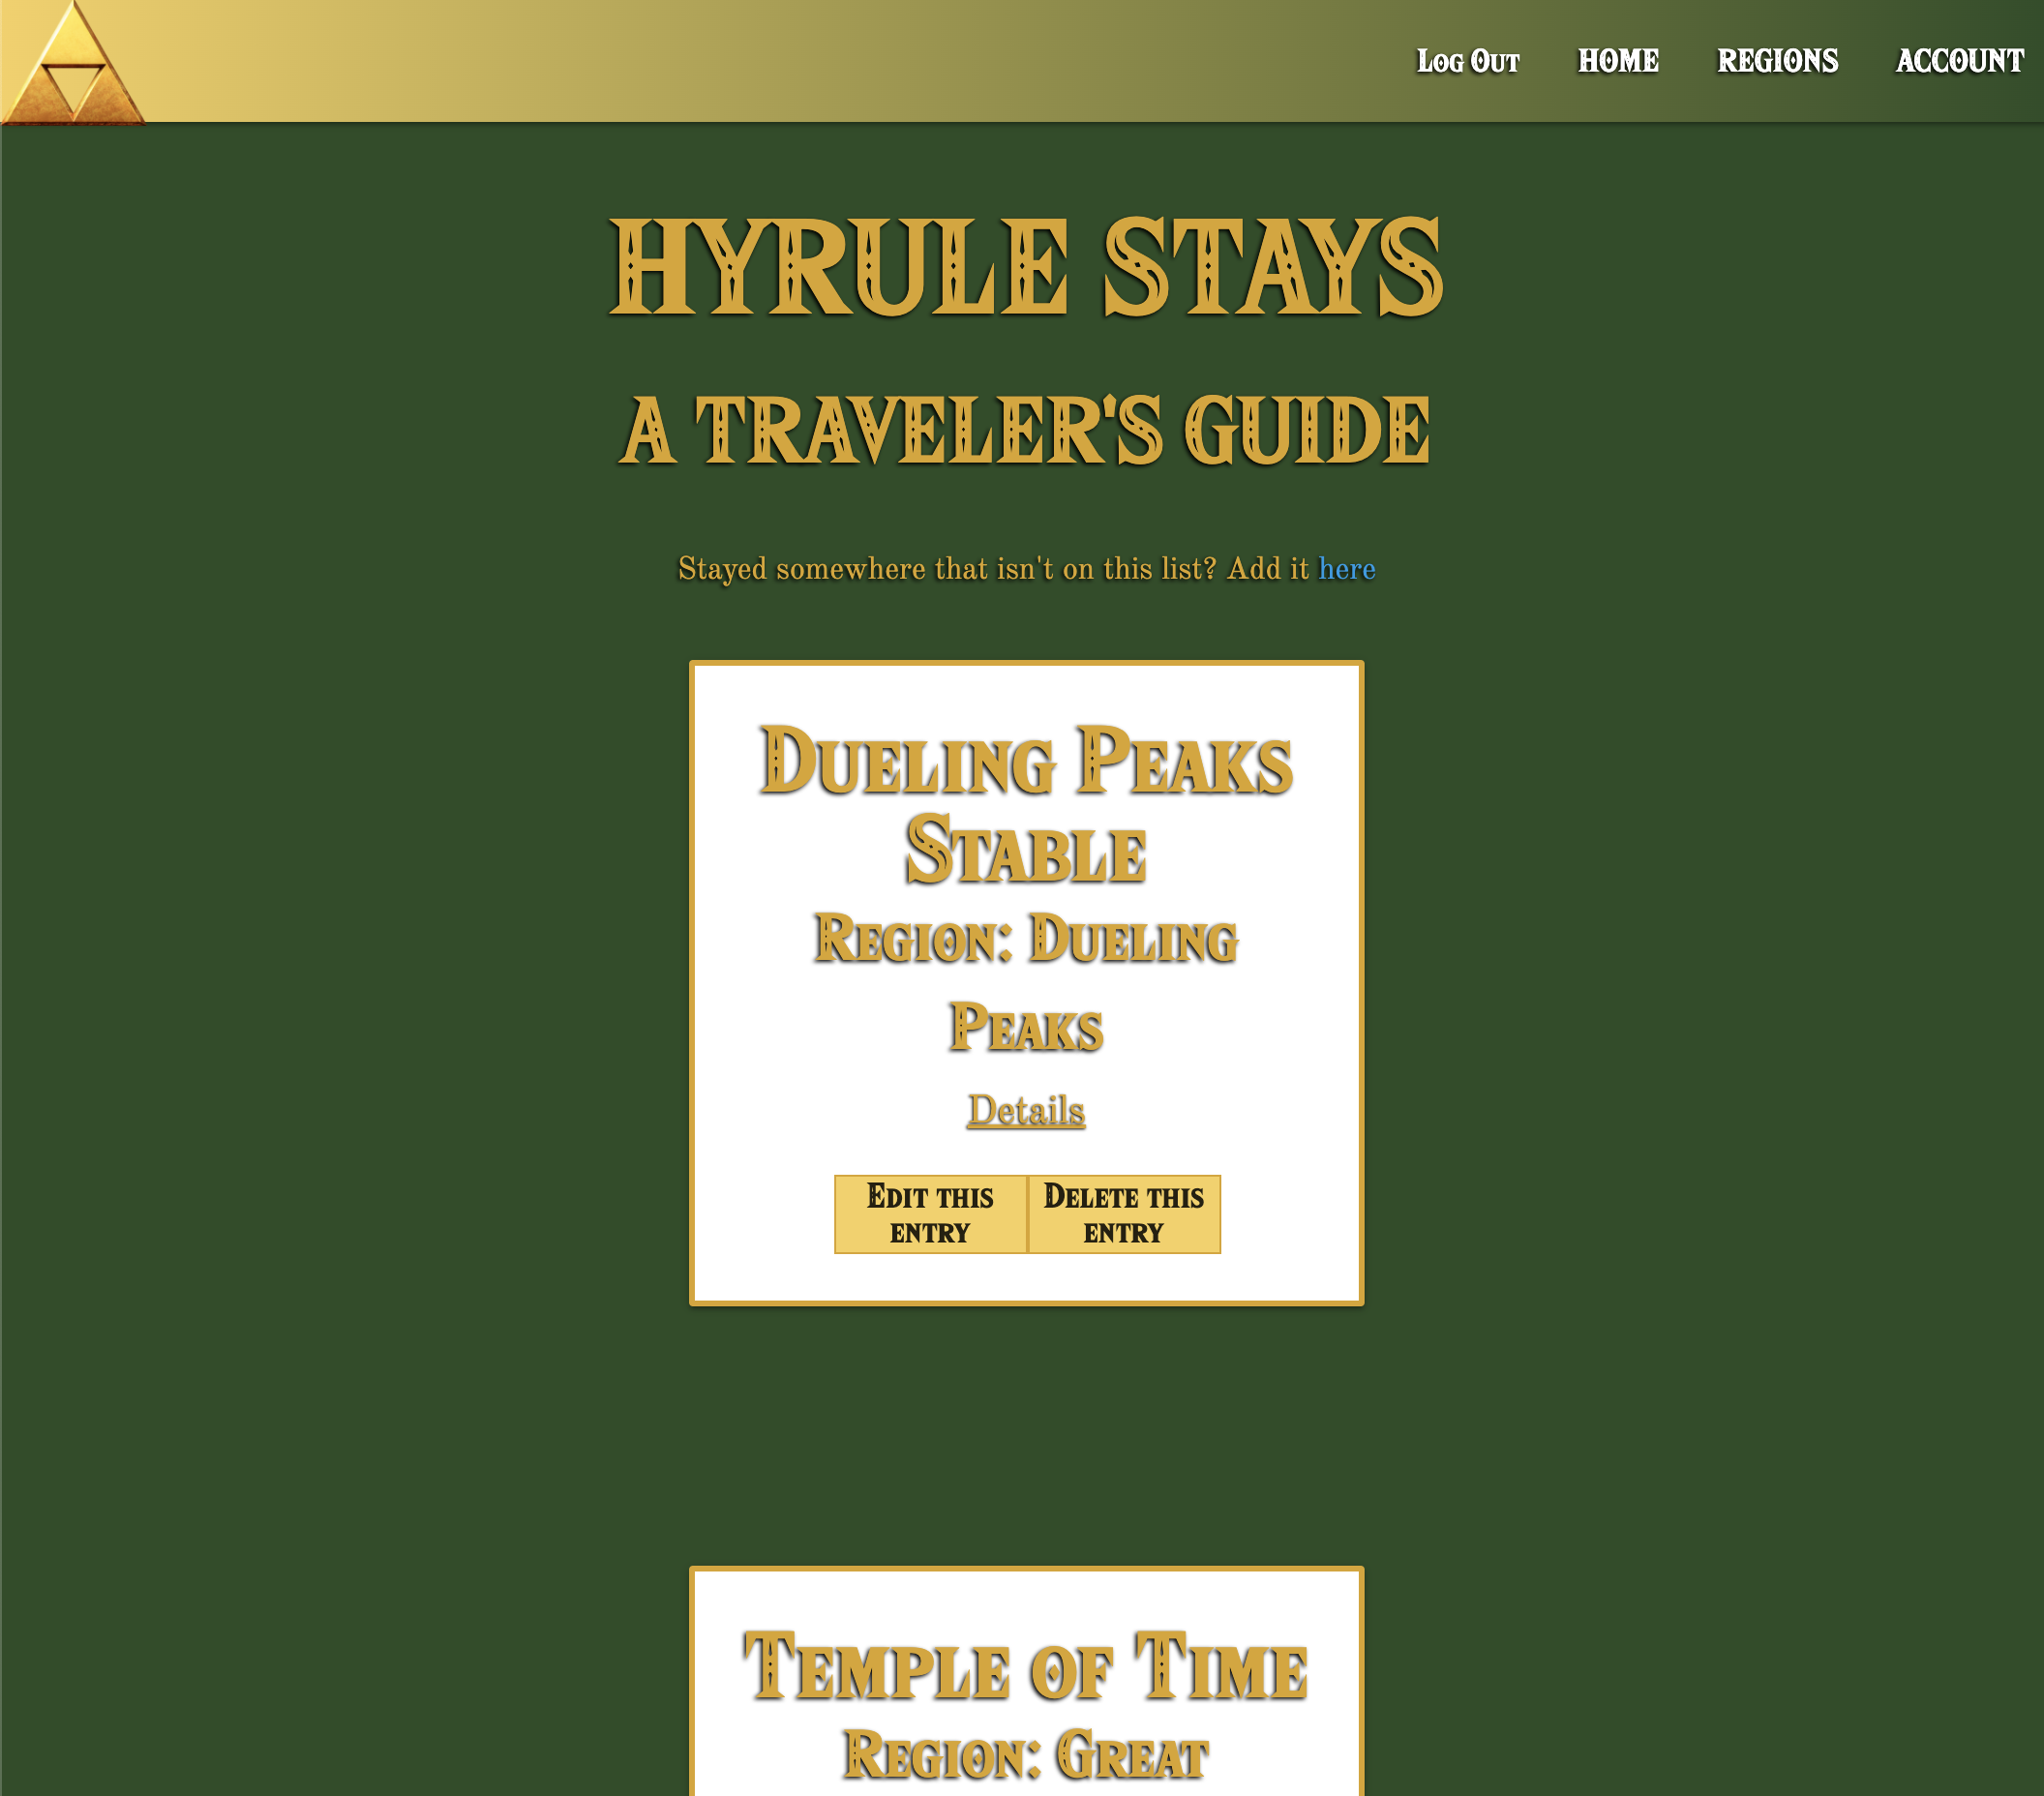 Log Out HOME REGIONS ACCOUNT
HYRULE STAYS
A TRAVELER'S GUIDE
Stayed somewhere that isn't on this list? Add it here
Dueling Peaks
Stable
Region: Dueling
Peaks
Details
Edit this
entry
Delete this
entry
Temple of Time
Region: Great